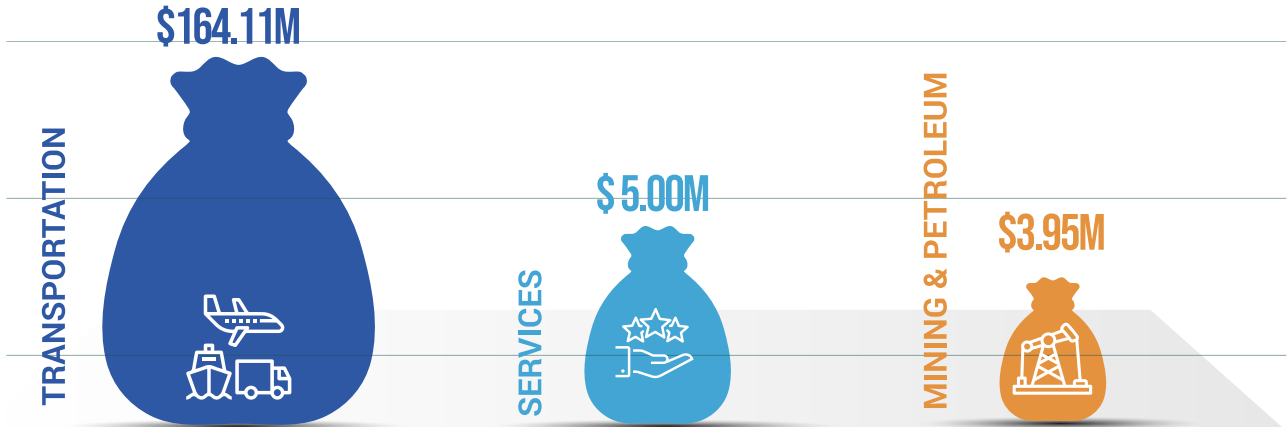 $164.11M
TRANSPORTATION
$ 5.00M
SERVICES
$3.95M
MINING & PETROLEUM